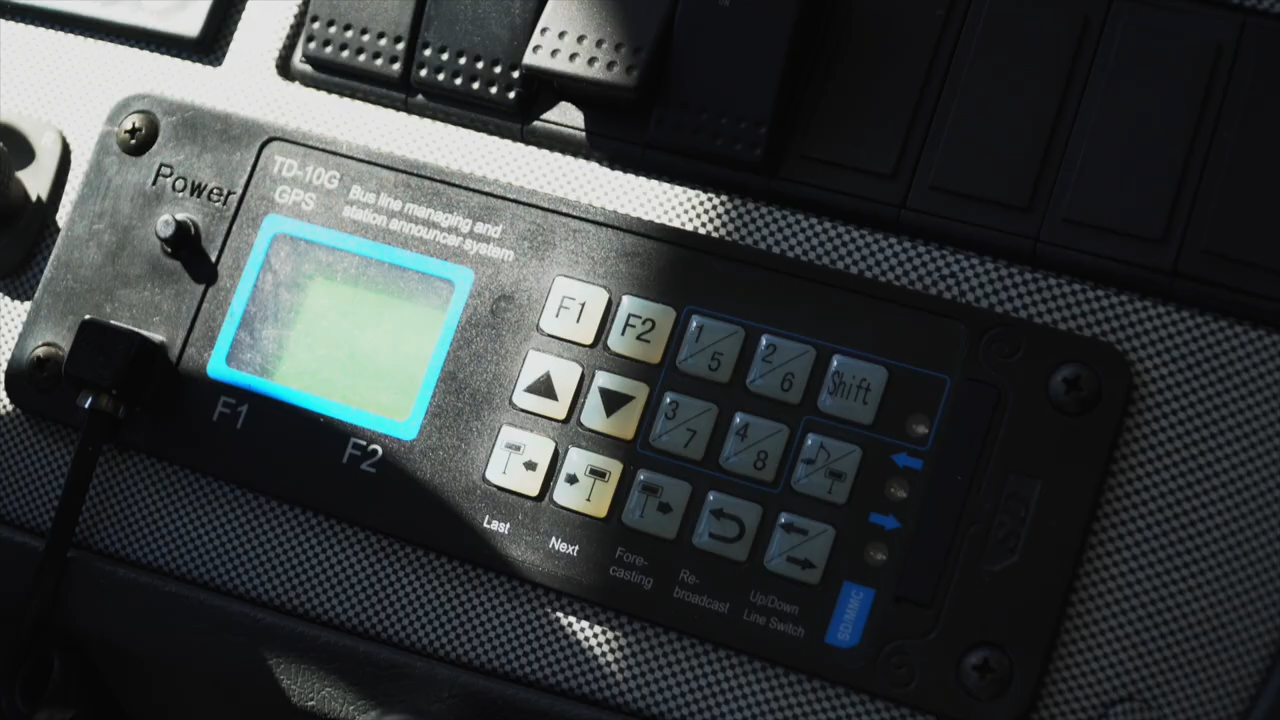 Power
TD-10G
GPS
Bus line managing and
station announcer system
F1
F2
F1
F2
1
5
2
6
Shift
3
7
4
8
Last
Next
Fore-
casting
Re-
broadcast
Up/Down
Line Switch
SD/MMC